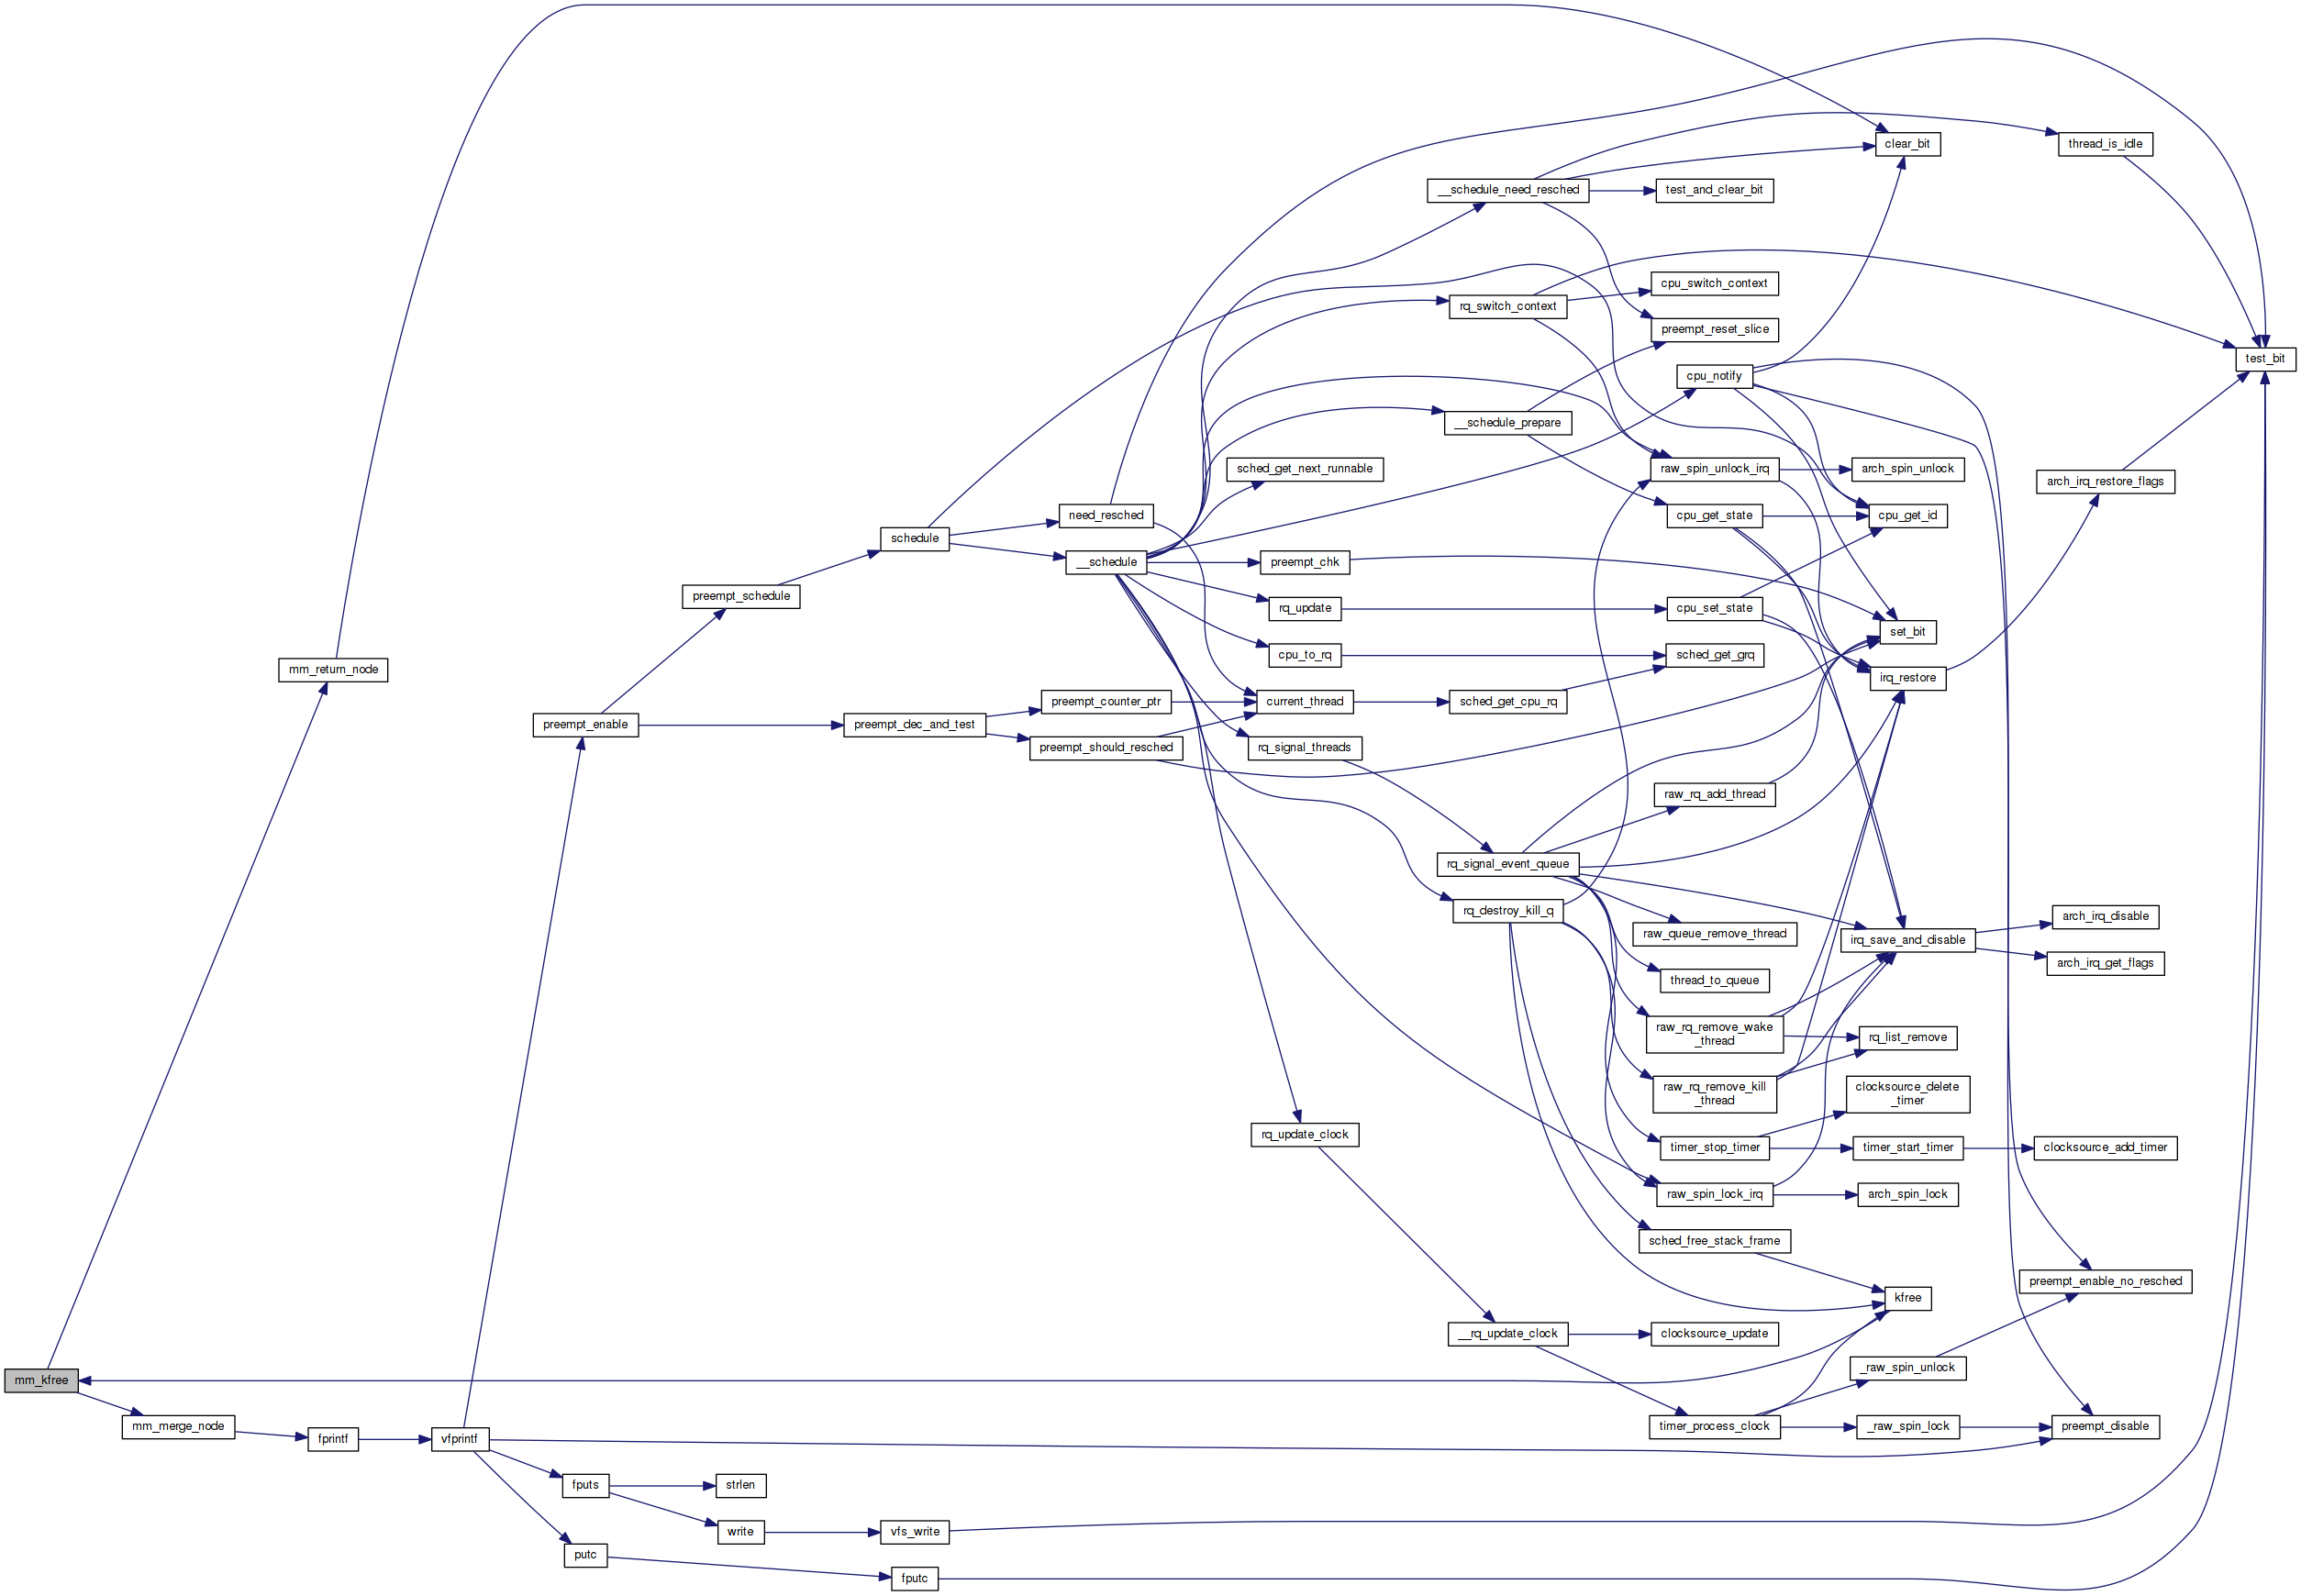 clear_bit
thread_is_idle
__schedule_need_resched
test_and_clear_bit
cpu_switch_context
rq_switch_context
preempt_reset_slice
test_bit
cpu_notify
__schedule_prepare
sched_get_next_runnable
raw_spin_unlock_irq
arch_spin_unlock
arch_irq_restore_flags
need_resched
cpu_get_state
cpu_get_id
schedule
__schedule
preempt_chk
preempt_schedule
rq_update
cpu_set_state
set_bit
cpu_to_rq
sched_get_grq
mm_return_node
irq_restore
preempt_counter_ptr
current_thread
sched_get_cpu_rq
preempt_enable
preempt_dec_and_test
preempt_should_resched
rq_signal_threads
raw_rq_add_thread
rq_signal_event_queue
rq_destroy_kill_q
arch_irq_disable
raw_queue_remove_thread
irq_save_and_disable
arch_irq_get_flags
thread_to_queue
raw_rq_remove_wake
_thread
rq_list_remove
raw_rq_remove_kill
_thread
clocksource_delete
_timer
rq_update_clock
timer_stop_timer
timer_start_timer
clocksource_add_timer
raw_spin_lock_irq
arch_spin_lock
sched_free_stack_frame
preempt_enable_no_resched
kfree
__rq_update_clock
clocksource_update
_raw_spin_unlock
mm_kfree
mm_merge_node
timer_process_clock
_raw_spin_lock
preempt_disable
fprintf
vfprintf
fputs
strlen
write
vfs_write
putc
fputc